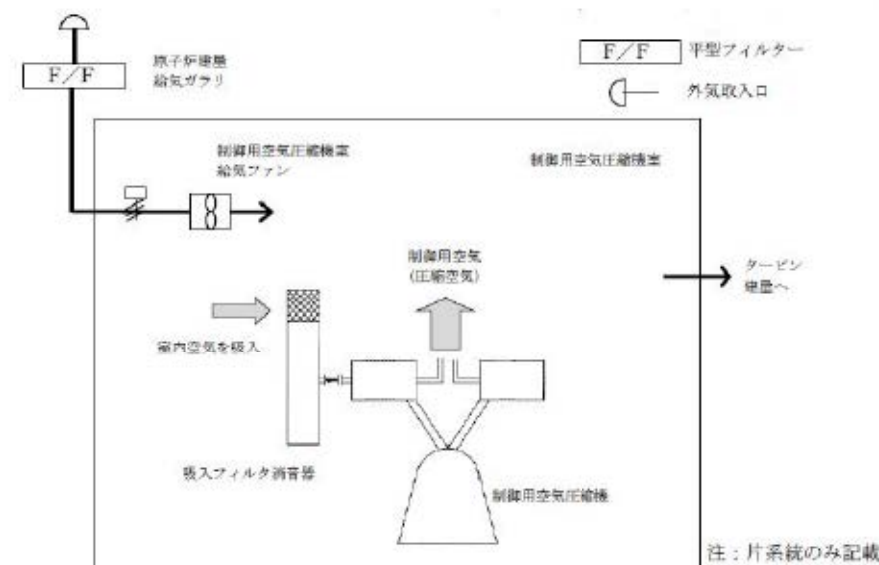 F/F
原子炉建屋
給気ガラリ
F/F
平型フィルター
外気取入口
制御用空気圧縮機室
給気ファン
制御用空気圧縮機室
制御用空気
(圧縮空気)
タービン
建屋へ
室内空気を吸入
吸入フィルタ消音器
制御用空気圧縮機
注：片系統のみ記載